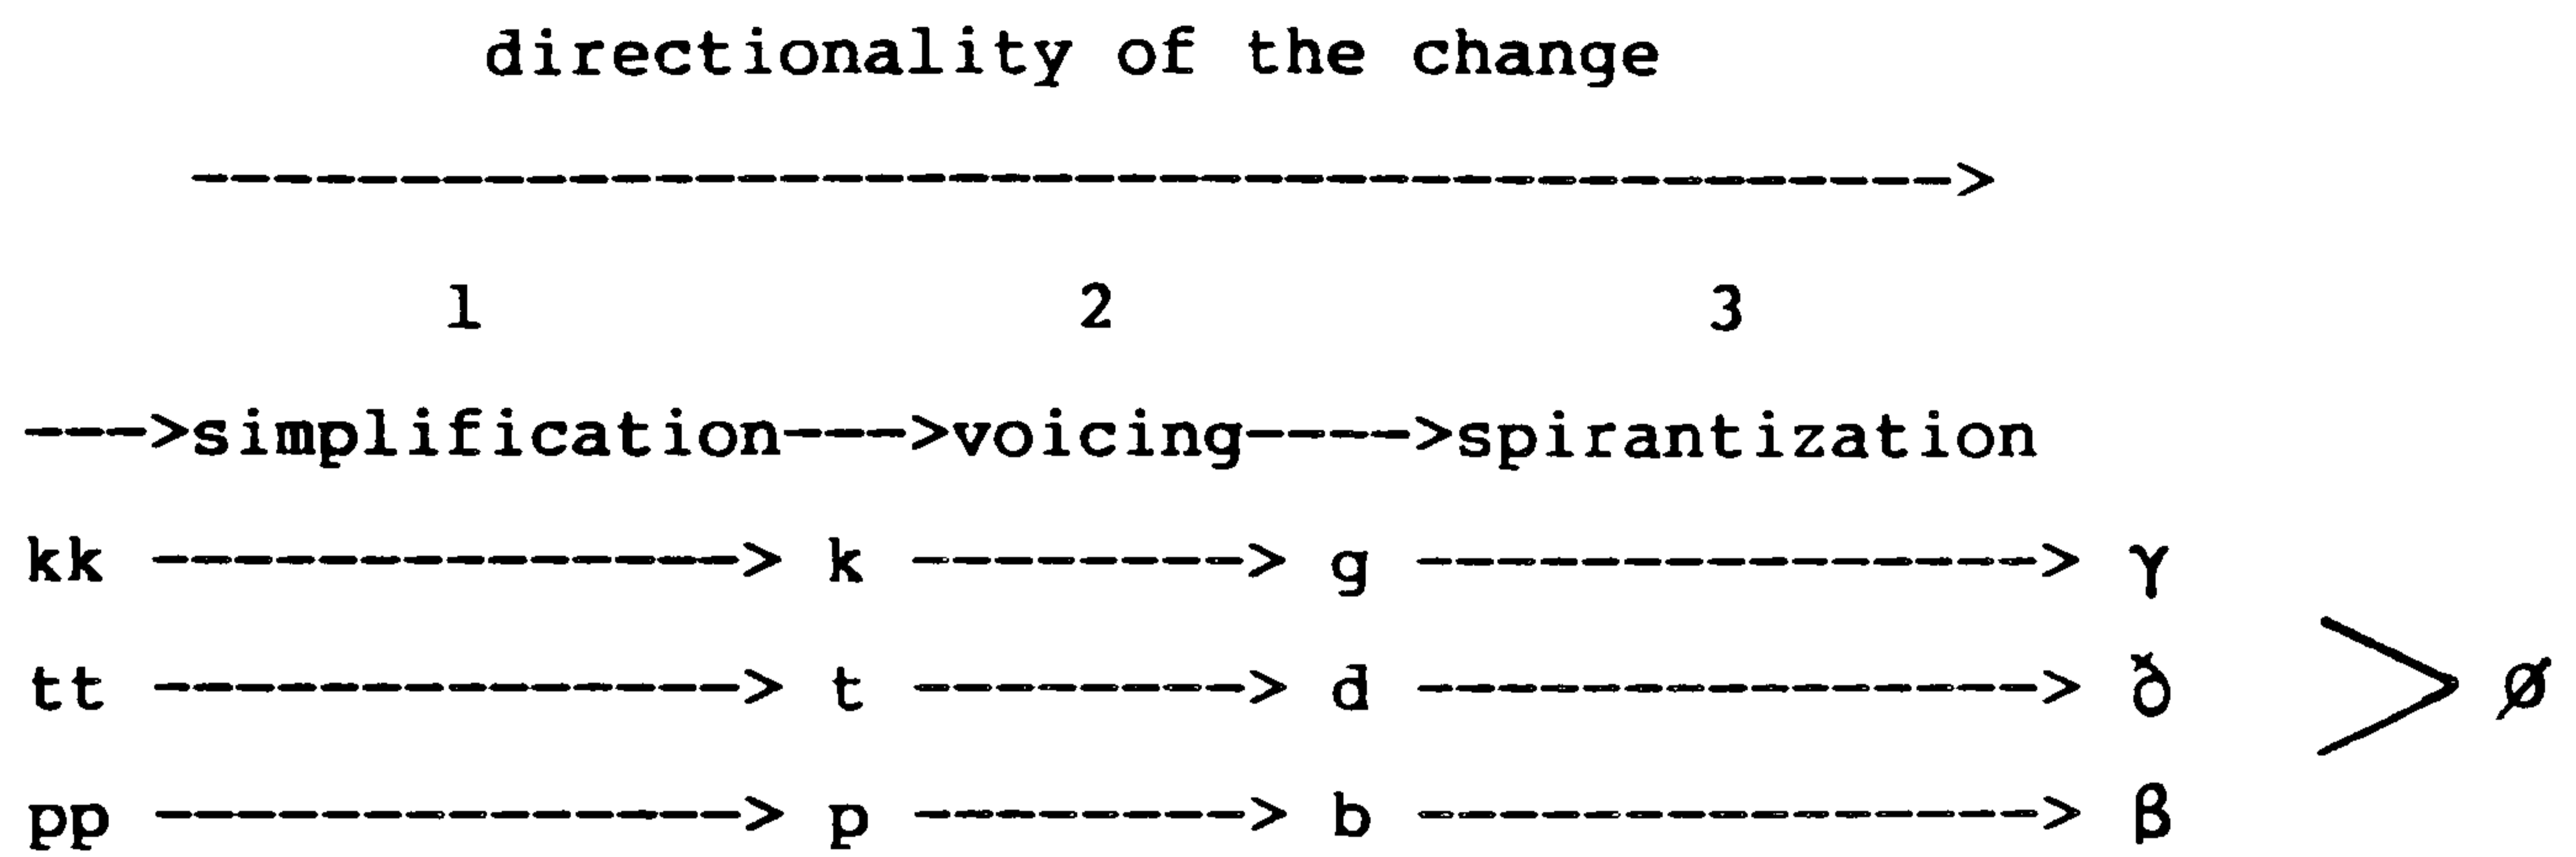 directionality of the change
---------------------------------------->
1 2 3
--->simplification--->voicing---->spirantization
kk --------------> k --------> g ---------------> γ
tt --------------> t --------> d ---------------> ð > ø
pp --------------> p --------> b ---------------> β